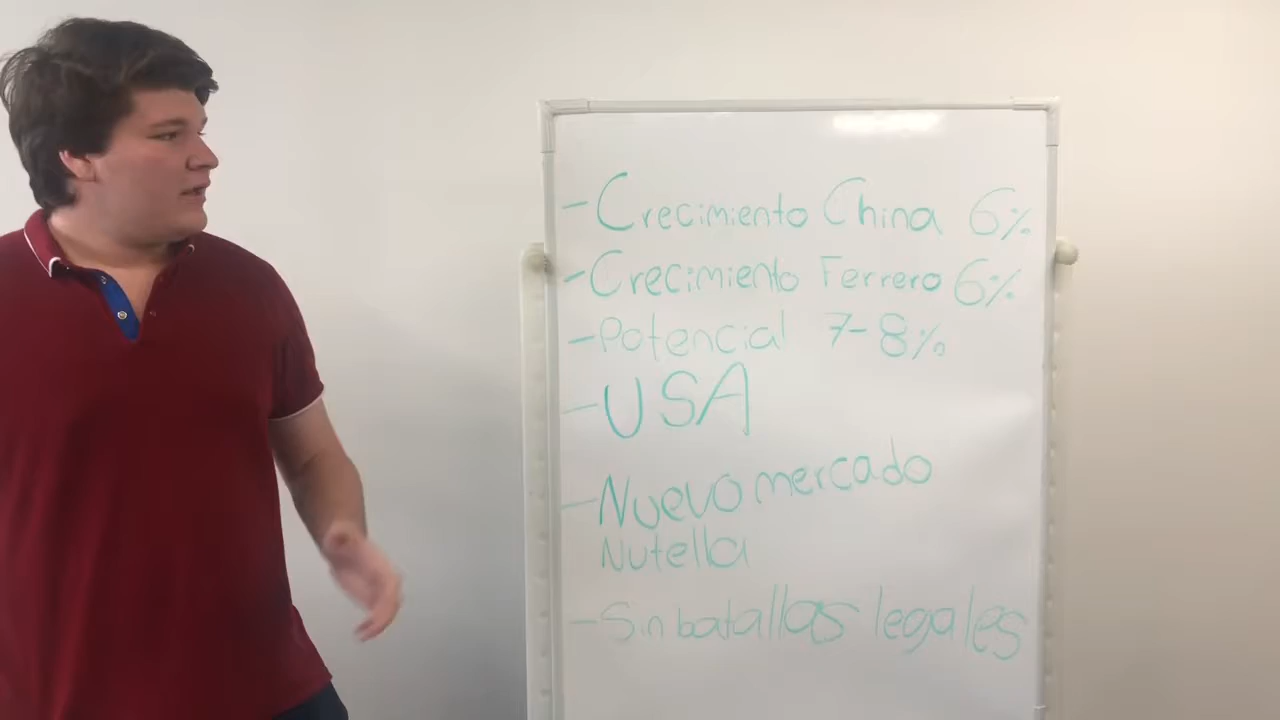 - Crecimiento China 6%
- Crecimiento Ferrero 6%
- Potencial 7-8%
- USA
- Nuevo mercado
Nutella
- Sin batallas legales